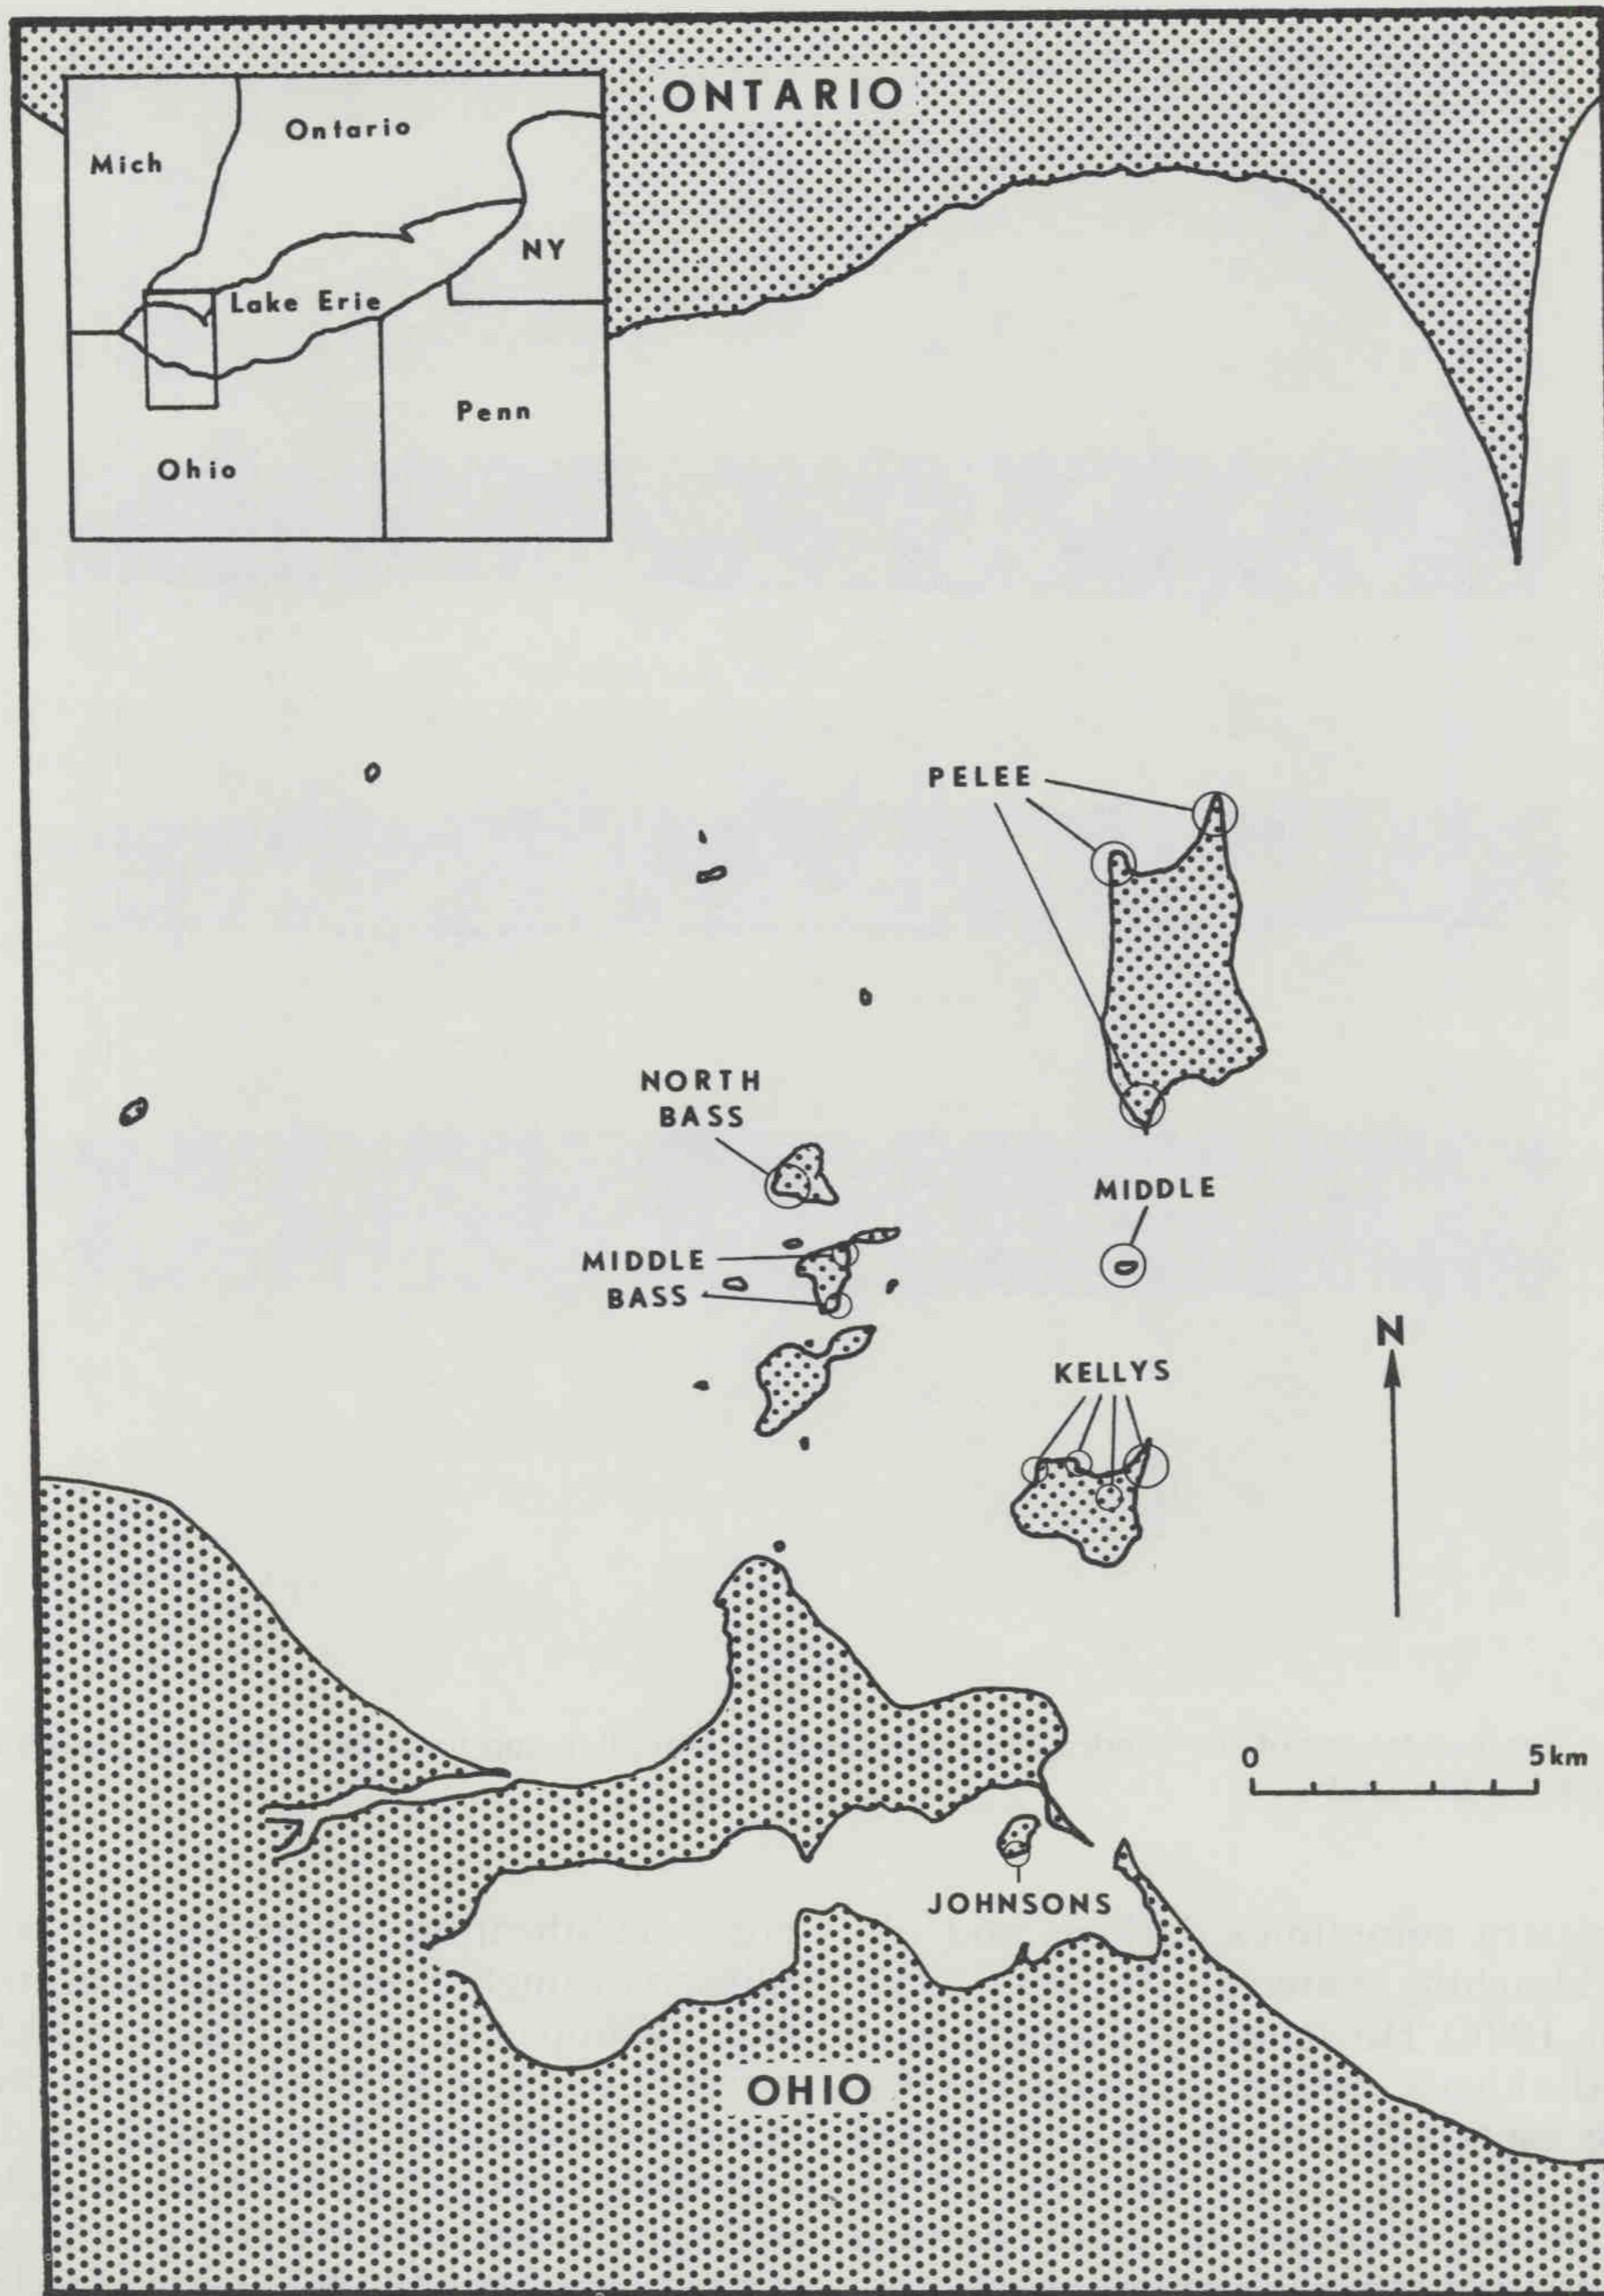 ONTARIO
Mich
Ontario
NY
Lake Erie
Penn
Ohio
PELEE
NORTH
BASS
MIDDLE
MIDDLE
BASS
N
KELLYS
0 5km
JOHNSONS
OHIO